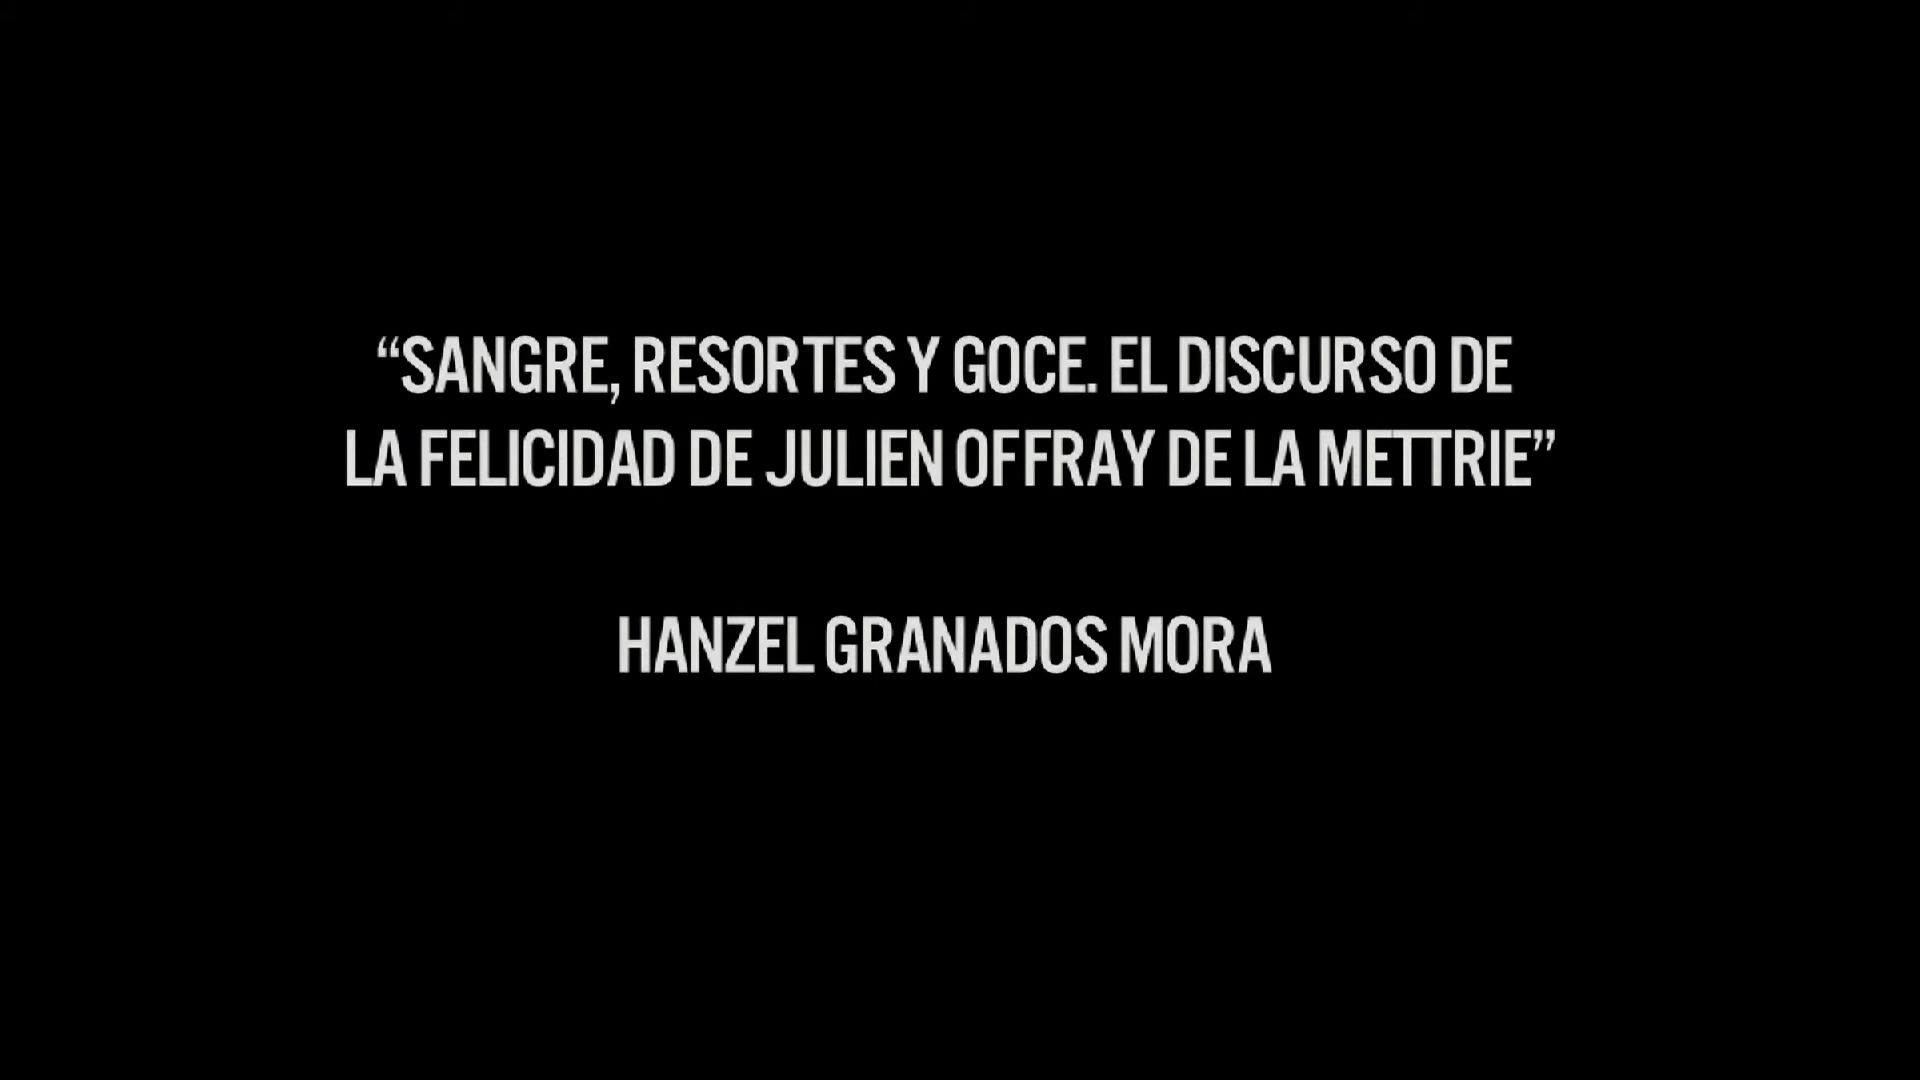 “SANGRE, RESORTES Y GOCE. EL DISCURSO DE
LA FELICIDAD DE JULIEN OFFRAY DE LA METTRIE”
HANZEL GRANADOS MORA